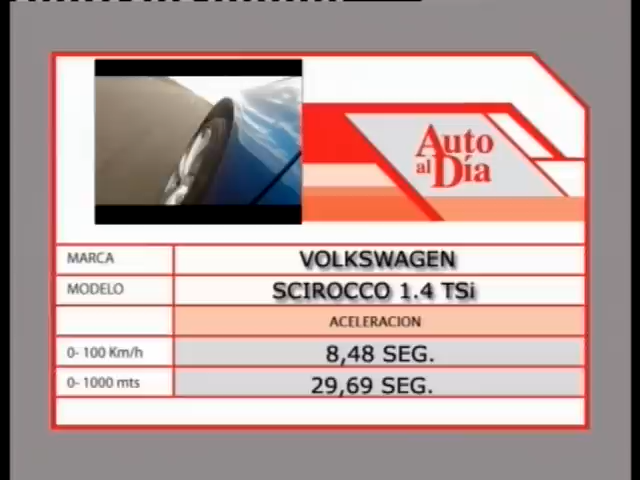 Auto
al Día
MARCA VOLKSWAGEN
MODELO SCIROCCO 1.4 TSi
ACELERACION
0- 100 Km/h 8,48 SEG.
0- 1000 mts 29,69 SEG.